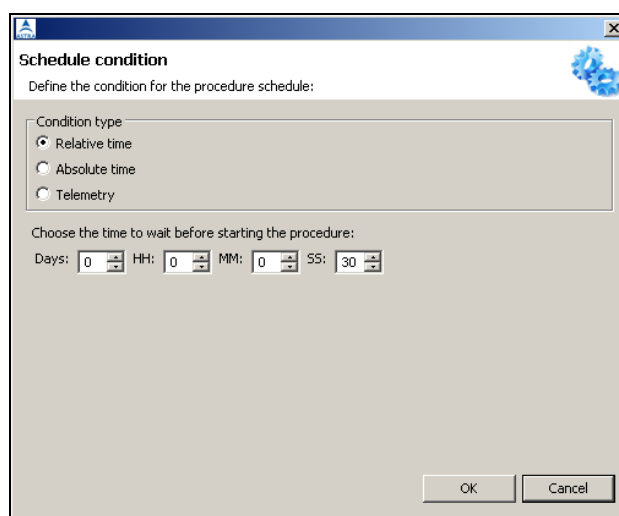 ASTRA
Schedule condition
Define the condition for the procedure schedule:
Condition type
Relative time
Absolute time
Telemetry
Choose the time to wait before starting the procedure:
Days: 0 HH: 0 MM: 0 SS: 30
OK Cancel